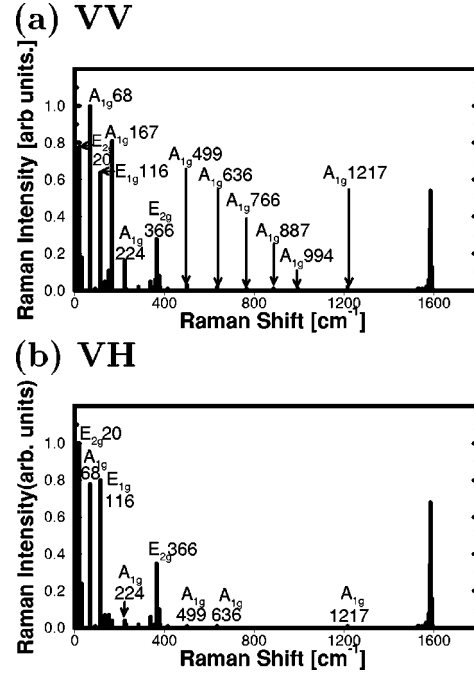 (a) VV
Raman Intensity [arb units.]
1.0
0.8
0.6
0.4
0.2
0.0
A1g68
E2g
20
A1g167
E1g116
A1g
224
E2g
366
A1g499
A1g636
A1g766
A1g887
A1g994
A1g1217
0 400 800 1200 1600
Raman Shift [cm-1]
(b) VH
Raman Intensity(arb. units)
1.0
0.8
0.6
0.4
0.2
0.0
E2g20
A1g
68
E1g
116
A1g
224
E2g366
A1g
499
A1g
636
A1g
1217
0 400 800 1200 1600
Raman Shift [cm-1]